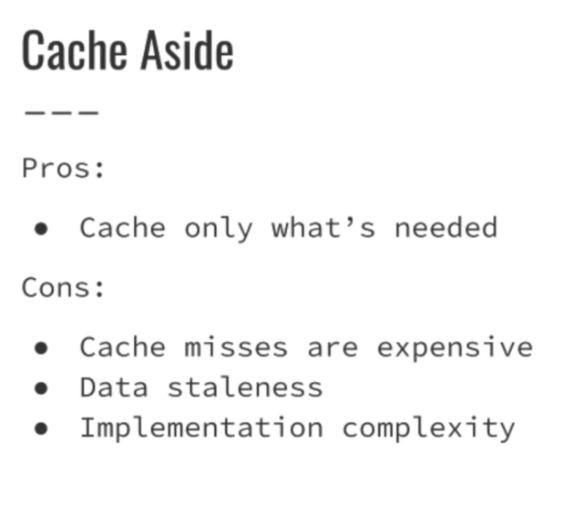 Cache Aside
———
Pros:
● Cache only what’s needed
Cons:
● Cache misses are expensive
● Data staleness
● Implementation complexity